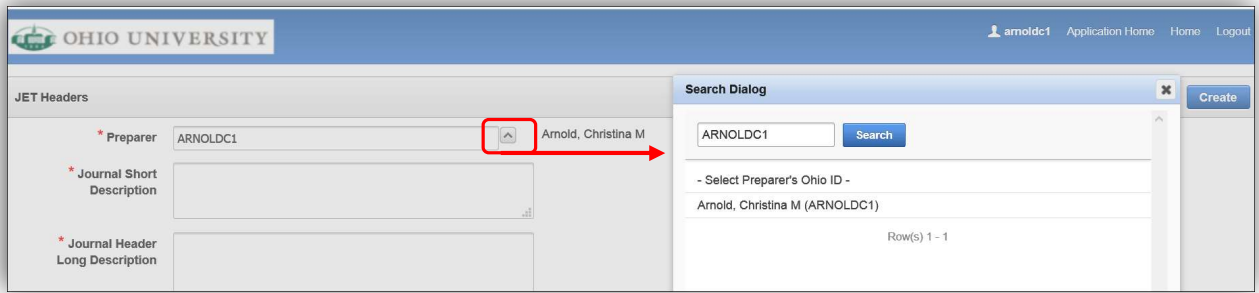 OHIO UNIVERSITY
arnoldc1 Application Home Home Logout
JET Headers
Create
* Preparer
ARNOLDC1
Arnold, Christina M
* Journal Short
Description
* Journal Header
Long Description
Search Dialog
ARNOLDC1
Search
- Select Preparer's Ohio ID -
Arnold, Christina M (ARNOLDC1)
Row(s) 1 - 1